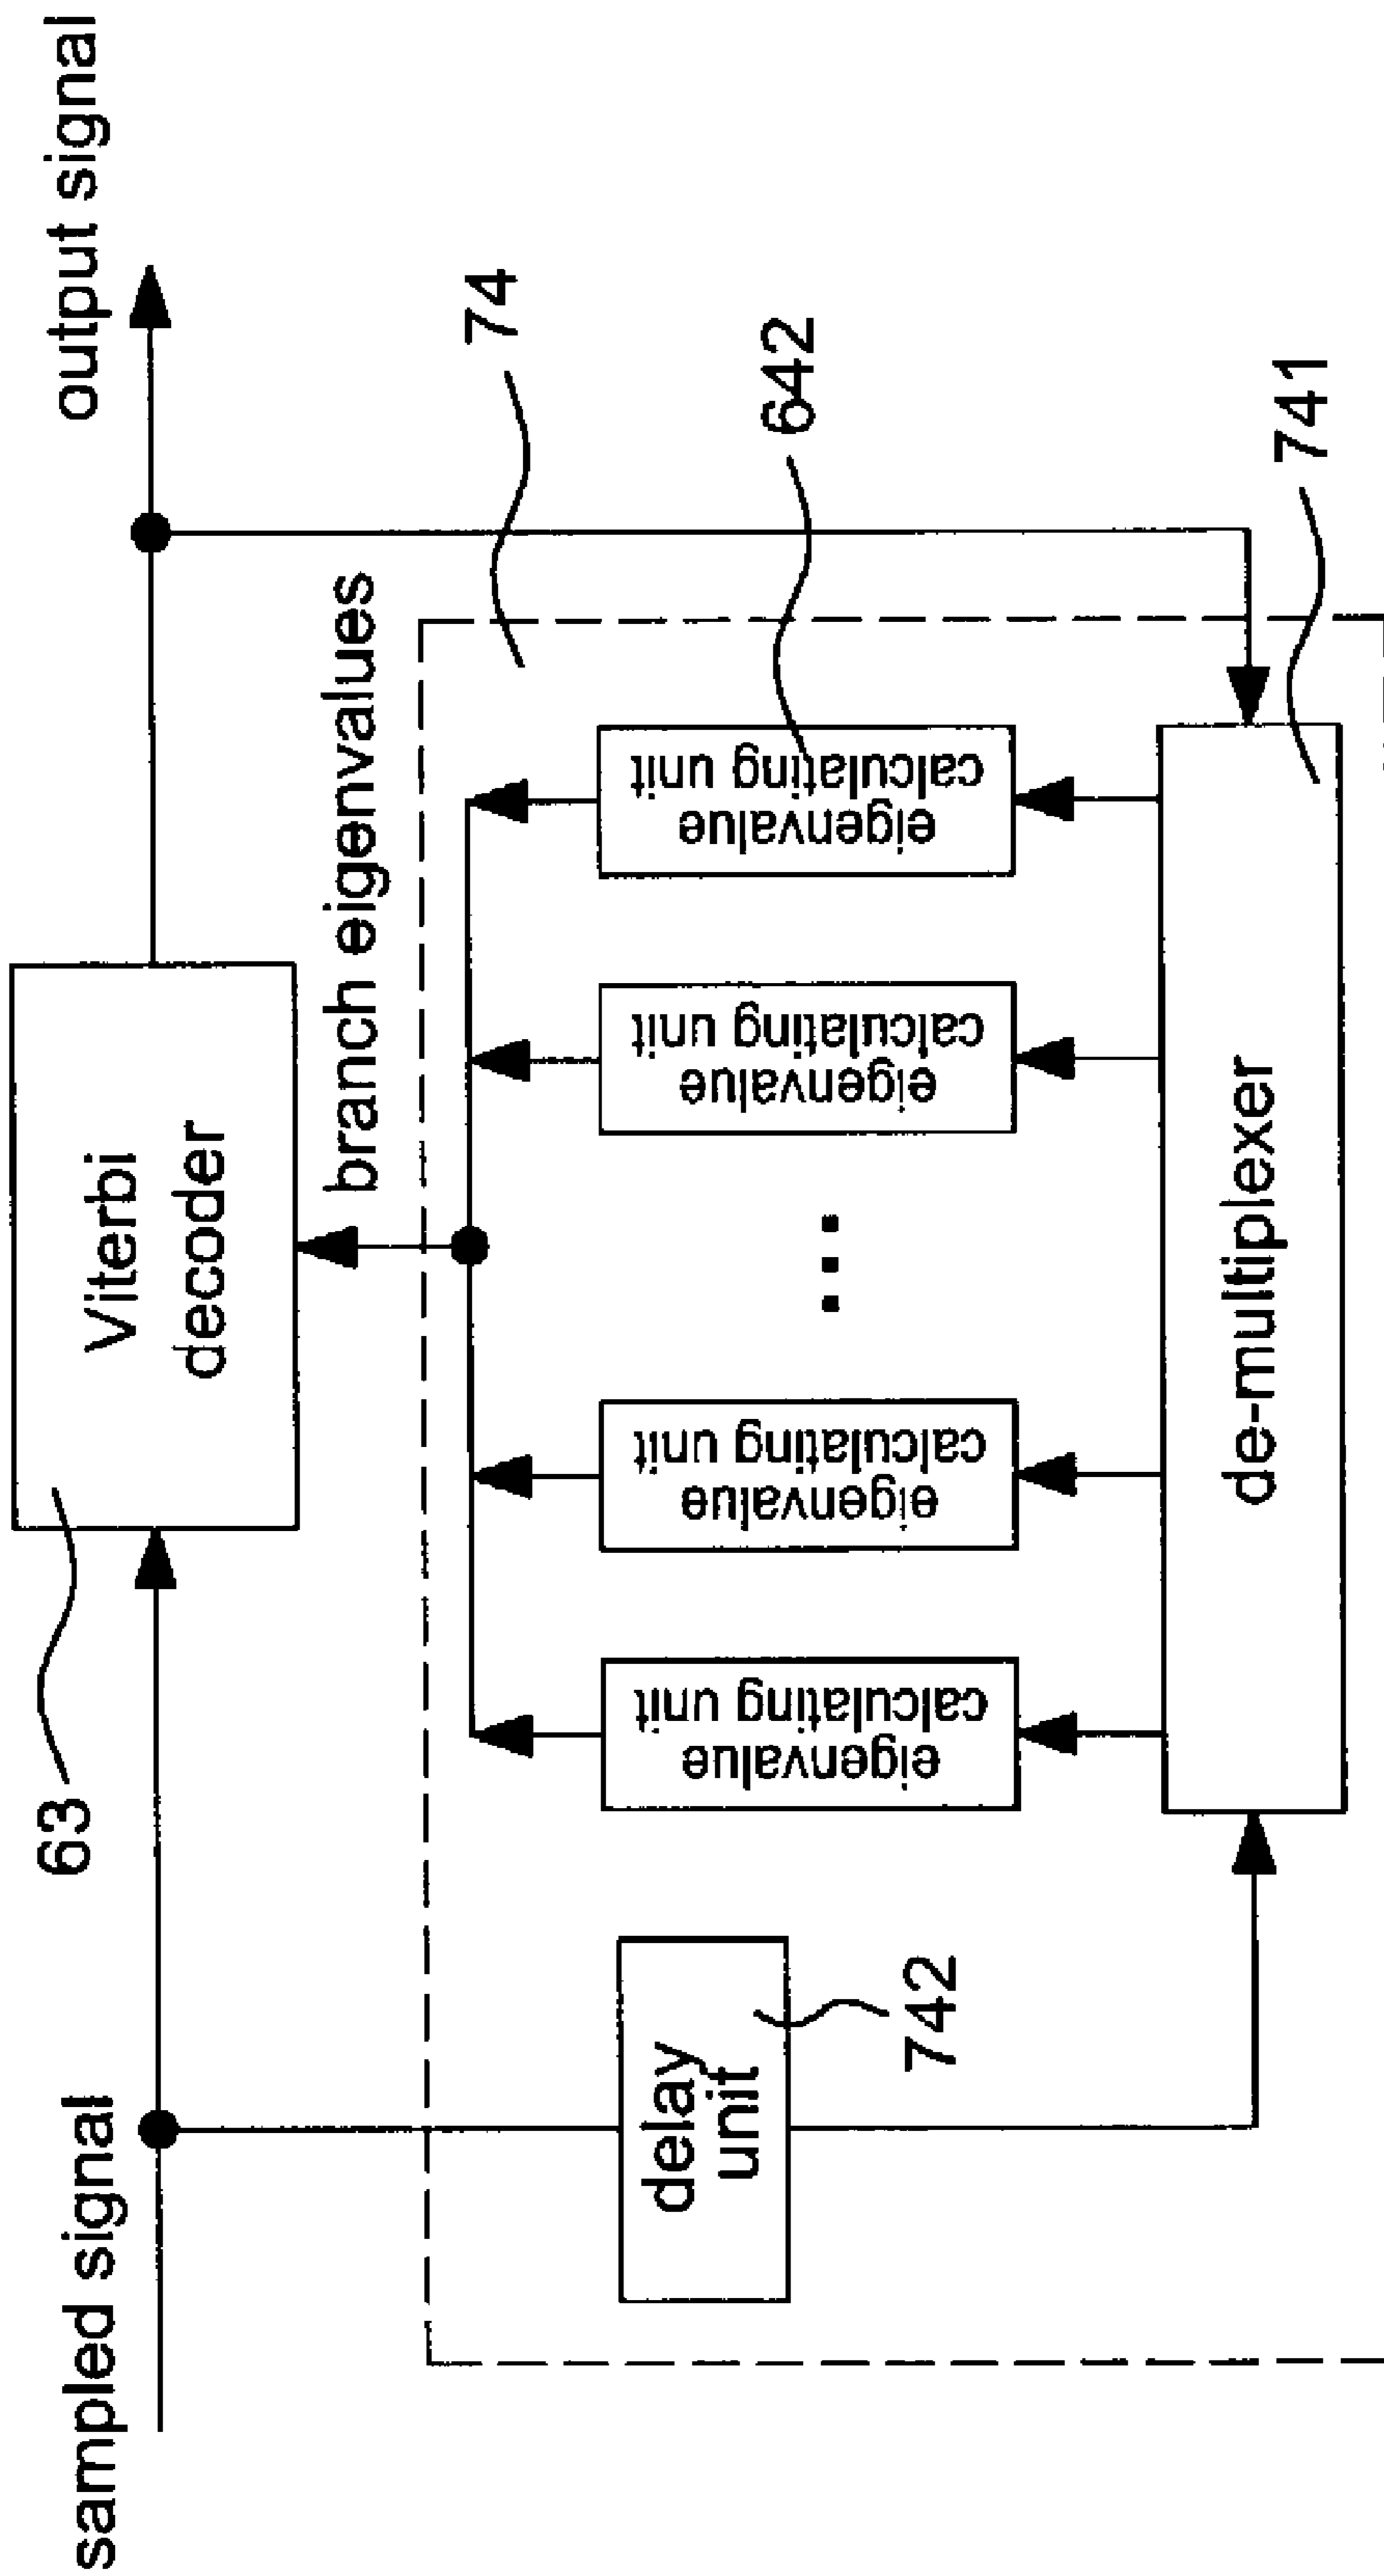 sampled signal
63
Viterbi
decoder
output signal
branch eigenvalues
74
delay
unit
742
eigenvalue
calculating unit
eigenvalue
calculating unit
eigenvalue
calculating unit
eigenvalue
calculating unit
642
de-multiplexer
741